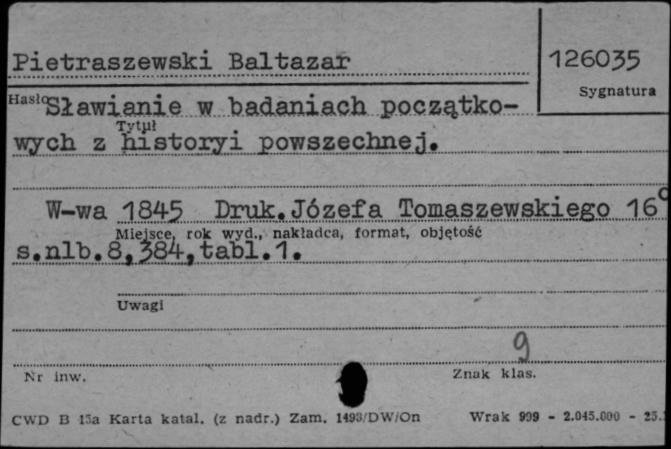 Pietraszewski Baltazar
126035
Hasło
Sygnatura
Sławianie w badaniach początko-
Tytuł
wych z historyi powszechnej.
W-wa 1845 Druk.Józefa Tomaszewskiego 16°
Miejsce, rok wyd., nakładca, format, objętość
s.nlb.8,384,tabl.1.
Uwagi
9
Nr inw.
Znak klas.
CWD B 15a Karta katal. (z nadr.) Zam. 1493/DW/On Wrak 999 - 2.045.000 -